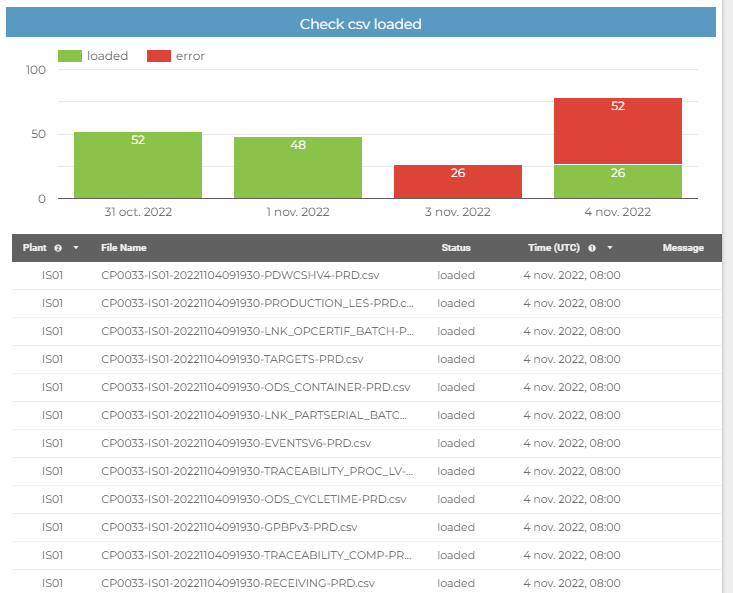 Check csv loaded
loaded error
100
50
0
52
48
26
52
26
31 oct. 2022 1 nov. 2022 3 nov. 2022 4 nov. 2022
Plant 2 File Name Status Time (UTC) 1 Message
IS01 CP0033-IS01-20221104091930-PDWCSHV4-PRD.csv loaded 4 nov. 2022, 08:00
IS01 CP0033-IS01-20221104091930-PRODUCTION_LES-PRD.c... loaded 4 nov. 2022, 08:00
IS01 CP0033-IS01-20221104091930-LNK_OPCERTIF_BATCH-P... loaded 4 nov. 2022, 08:00
IS01 CP0033-IS01-20221104091930-TARGETS-PRD.csv loaded 4 nov. 2022, 08:00
IS01 CP0033-IS01-20221104091930-ODS_CONTAINER-PRD.csv loaded 4 nov. 2022, 08:00
IS01 CP0033-IS01-20221104091930-LNK_PARTSERIAL_BATC... loaded 4 nov. 2022, 08:00
IS01 CP0033-IS01-20221104091930-EVENTSV6-PRD.csv loaded 4 nov. 2022, 08:00
IS01 CP0033-IS01-20221104091930-TRACEABILITY_PROC_LV-... loaded 4 nov. 2022, 08:00
IS01 CP0033-IS01-20221104091930-ODS_CYCLETIME-PRD.csv loaded 4 nov. 2022, 08:00
IS01 CP0033-IS01-20221104091930-GPBPv3-PRD.csv loaded 4 nov. 2022, 08:00
IS01 CP0033-IS01-20221104091930-TRACEABILITY_COMP-PR... loaded 4 nov. 2022, 08:00
IS01 CP0033-IS01-20221104091930-RECEIVING-PRD.csv loaded 4 nov. 2022, 08:00